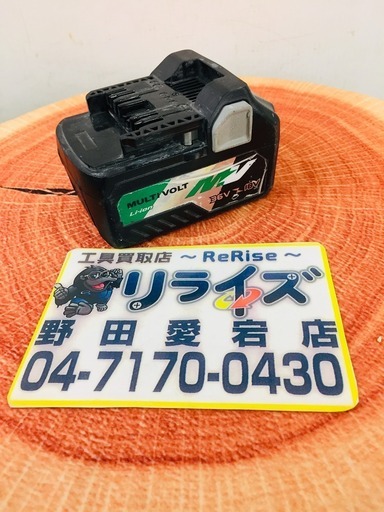 MULTI VOLT
Li-ion
36V
工具買取店 ～ReRise～
リライズ
野田愛宕店
04-7170-0430